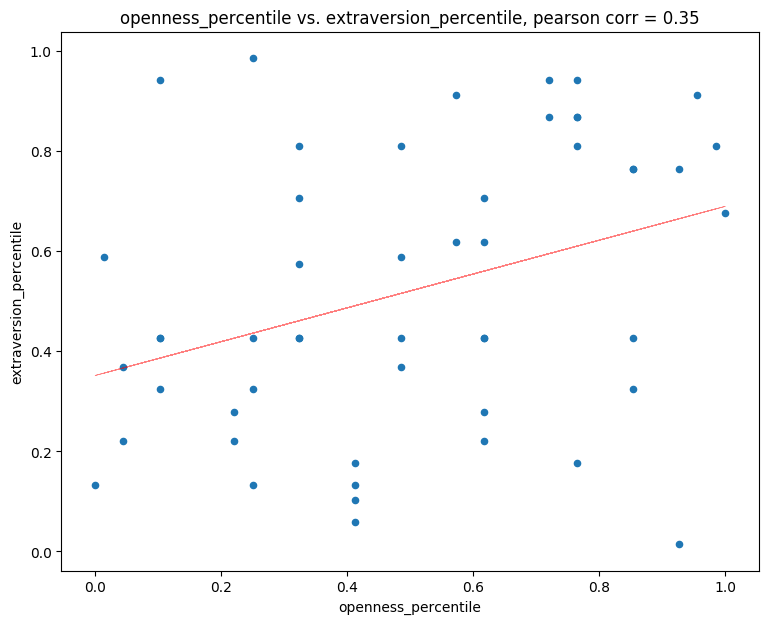 openness_percentile vs. extraversion_percentile, pearson corr = 0.35
1.0
0.8
0.6
0.4
0.2
0.0
extraversion_percentile
0.0 0.2 0.4 0.6 0.8 1.0
openness_percentile